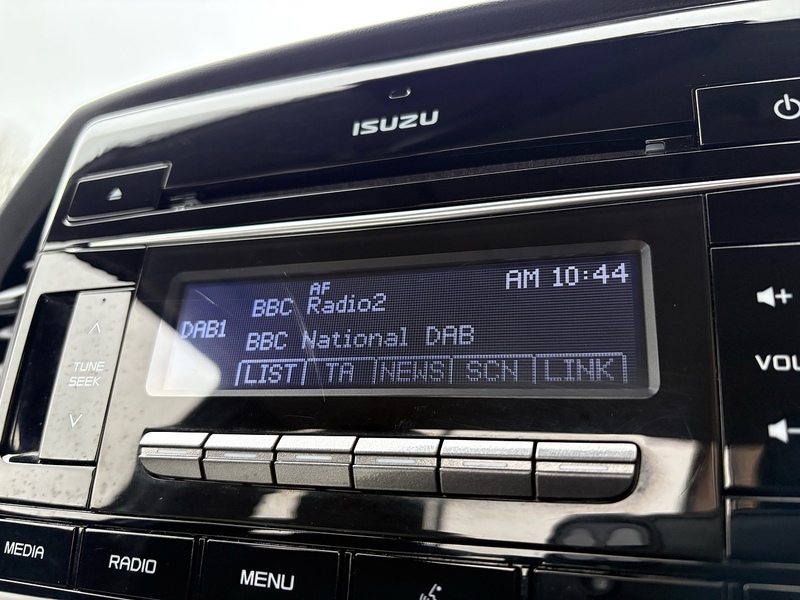 ISUZU
AF
AM 10:44
BBC Radio2
DAB1
BBC National DAB
LIST TA NEWS SCN LINK
TUNE
SEEK
VOL
MEDIA
RADIO
MENU